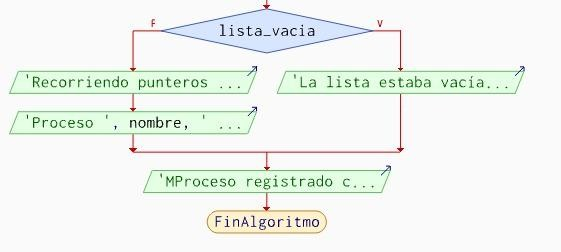 lista_vacia
F
V
'Recorriendo punteros ...
'La lista estaba vacía...
'Proceso ', nombre, ' ...
'MProceso registrado c...
FinAlgoritmo